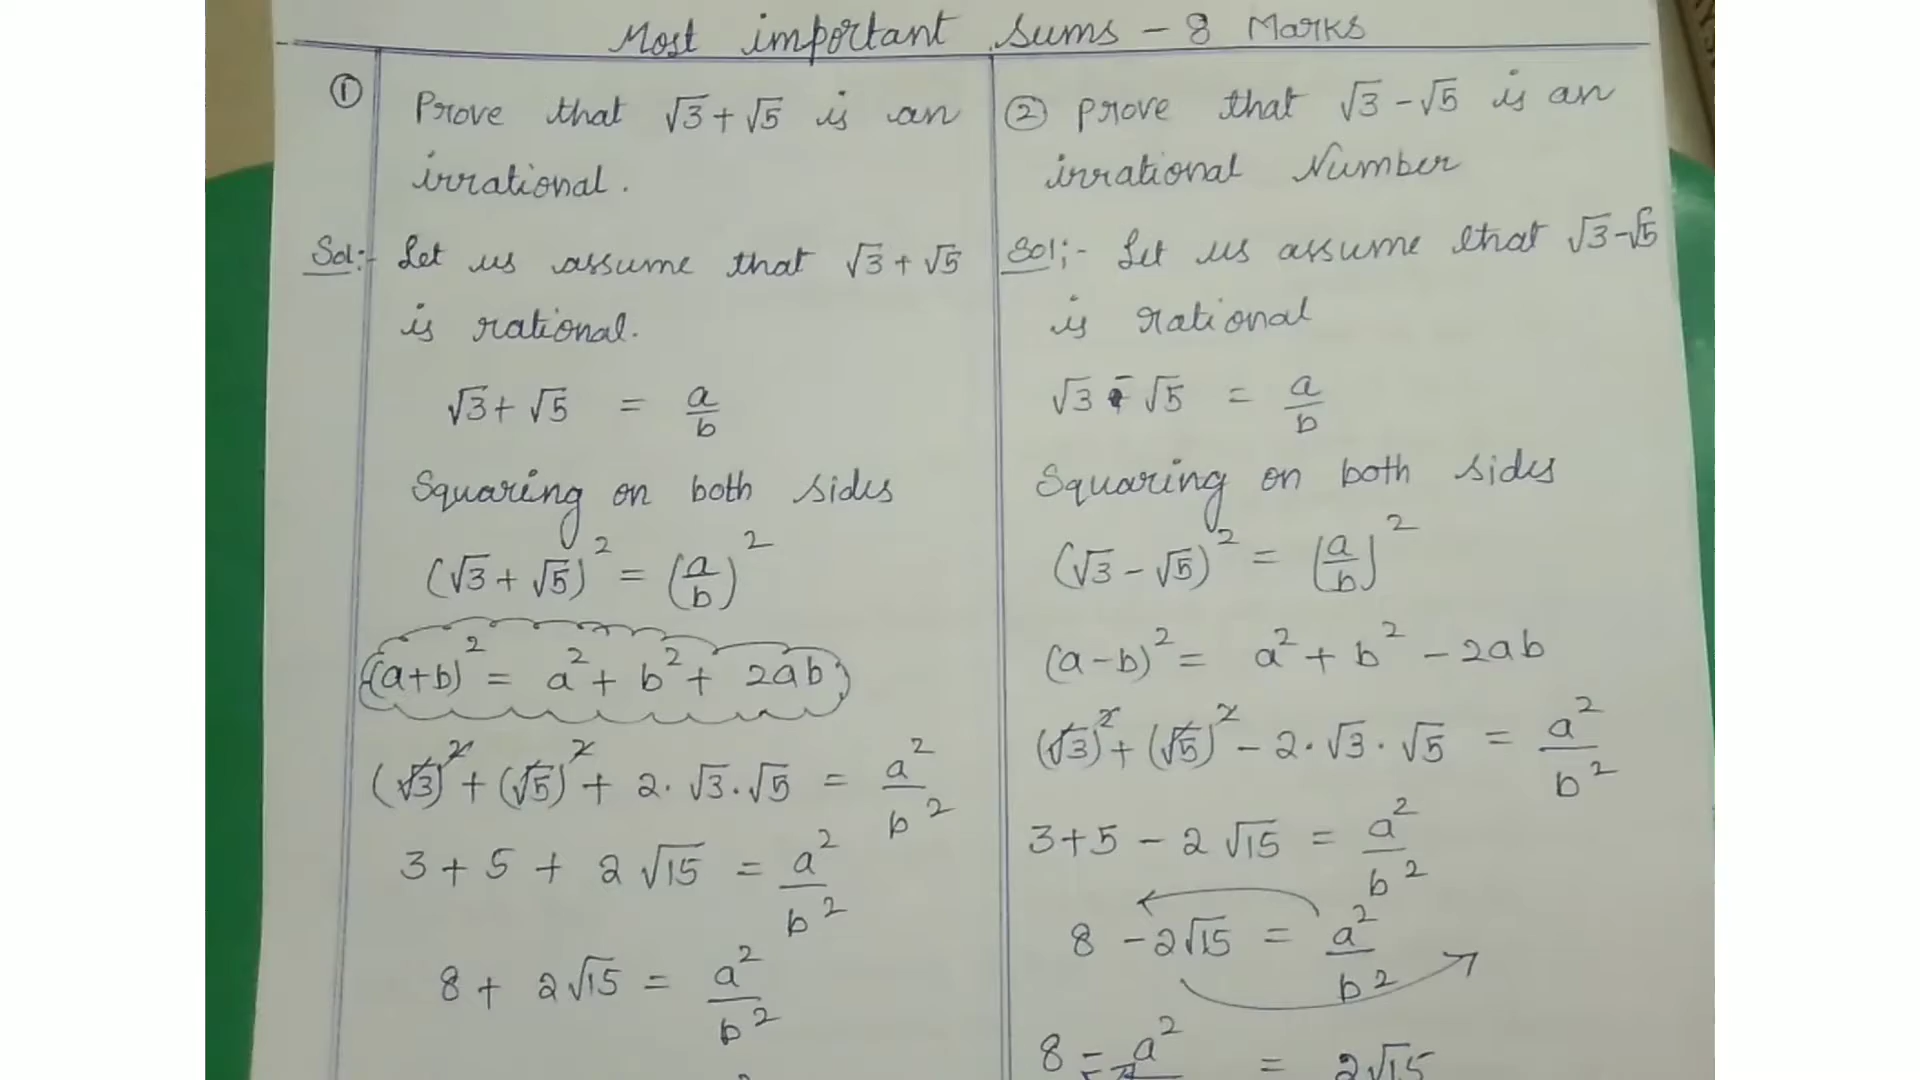 Most important Sums - 8 Marks
① Prove that √3 + √5 is an
irrational.
Sol:- Let us assume that √3 + √5
is rational.
√3 + √5 = a/b
Squaring on both sides
(√3 + √5)² = (a/b)²
(a+b)² = a² + b² + 2ab
(√3)² + (√5)² + 2·√3·√5 = a²/b²
3 + 5 + 2√15 = a²/b²
8 + 2√15 = a²/b²
② prove that √3 - √5 is an
irrational Number
Sol;- Let us assume that √3-√5
is rational
√3 - √5 = a/b
Squaring on both sides
(√3 - √5)² = (a/b)²
(a-b)² = a² + b² - 2ab
(√3)² + (√5)² - 2·√3·√5 = a²/b²
3+5 - 2√15 = a²/b²
8 - 2√15 = a²/b²
8 - a² = 2√15